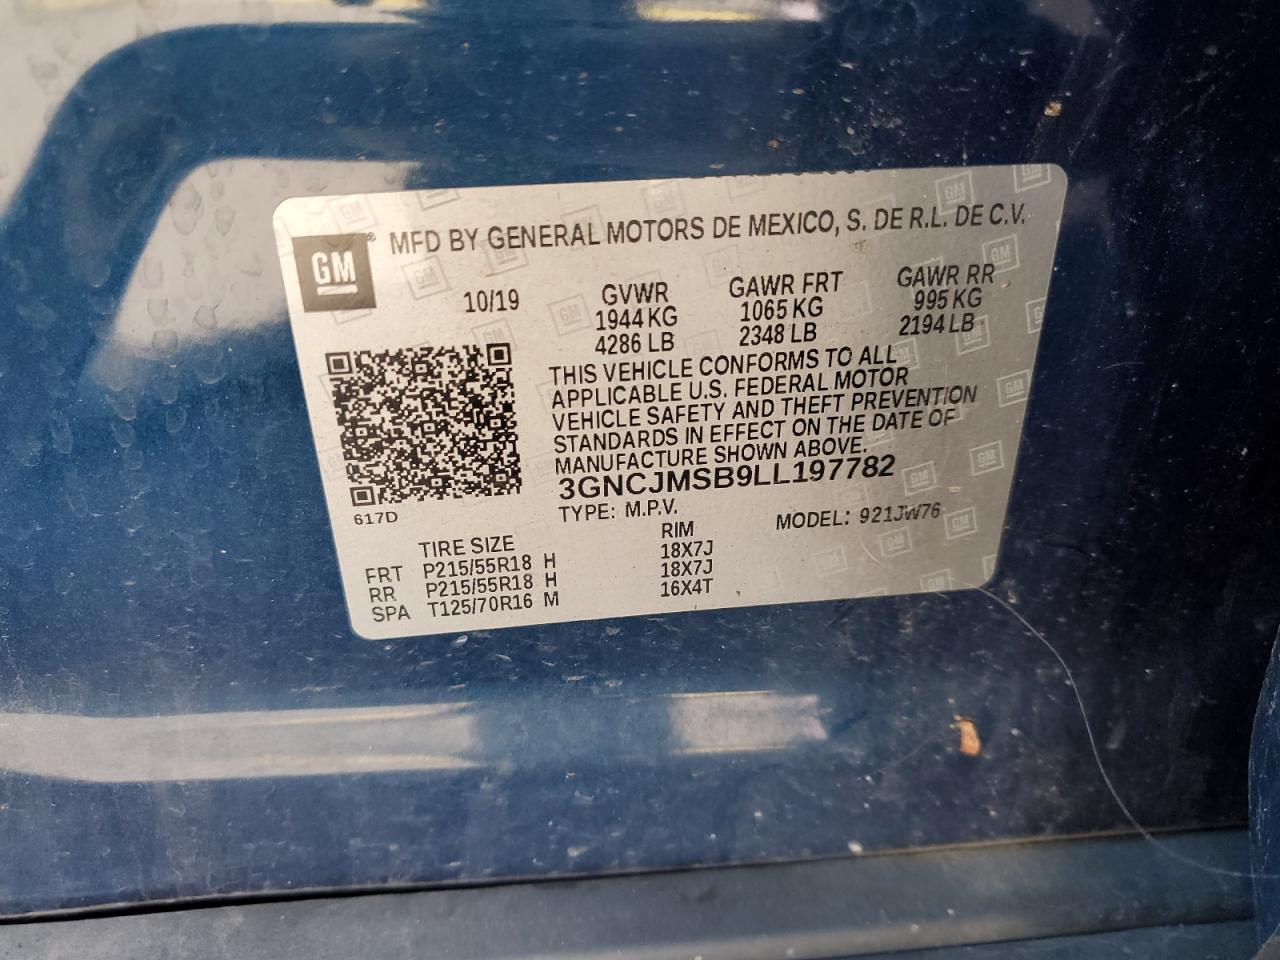 GM
MFD BY GENERAL MOTORS DE MEXICO, S. DE R.L. DE C.V.
10/19 GVWR GAWR FRT GAWR RR
1944 KG 1065 KG 995 KG
4286 LB 2348 LB 2194 LB
THIS VEHICLE CONFORMS TO ALL
APPLICABLE U.S. FEDERAL MOTOR
VEHICLE SAFETY AND THEFT PREVENTION
STANDARDS IN EFFECT ON THE DATE OF
MANUFACTURE SHOWN ABOVE.
3GNCJMSB9LL197782
617D
TYPE: M.P.V. MODEL: 921JW76
TIRE SIZE RIM
FRT P215/55R18 H 18X7J
RR P215/55R18 H 18X7J
SPA T125/70R16 M 16X4T